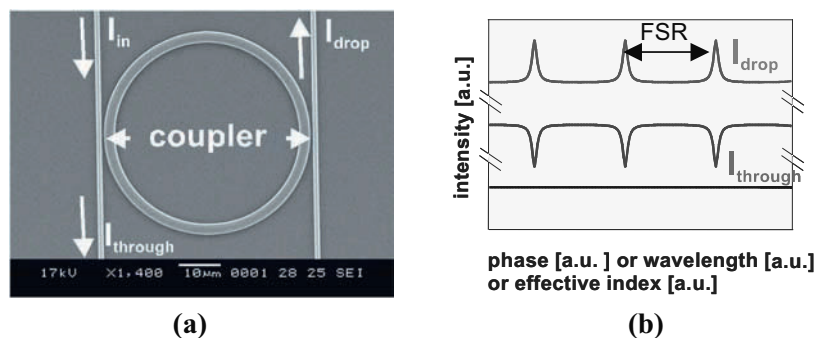 I_in
I_drop
coupler
I_through
17kV X1,400 10µm 0001 28 25 SEI
(a)
FSR
I_drop
intensity [a.u.]
I_through
phase [a.u. ] or wavelength [a.u.]
or effective index [a.u.]
(b)